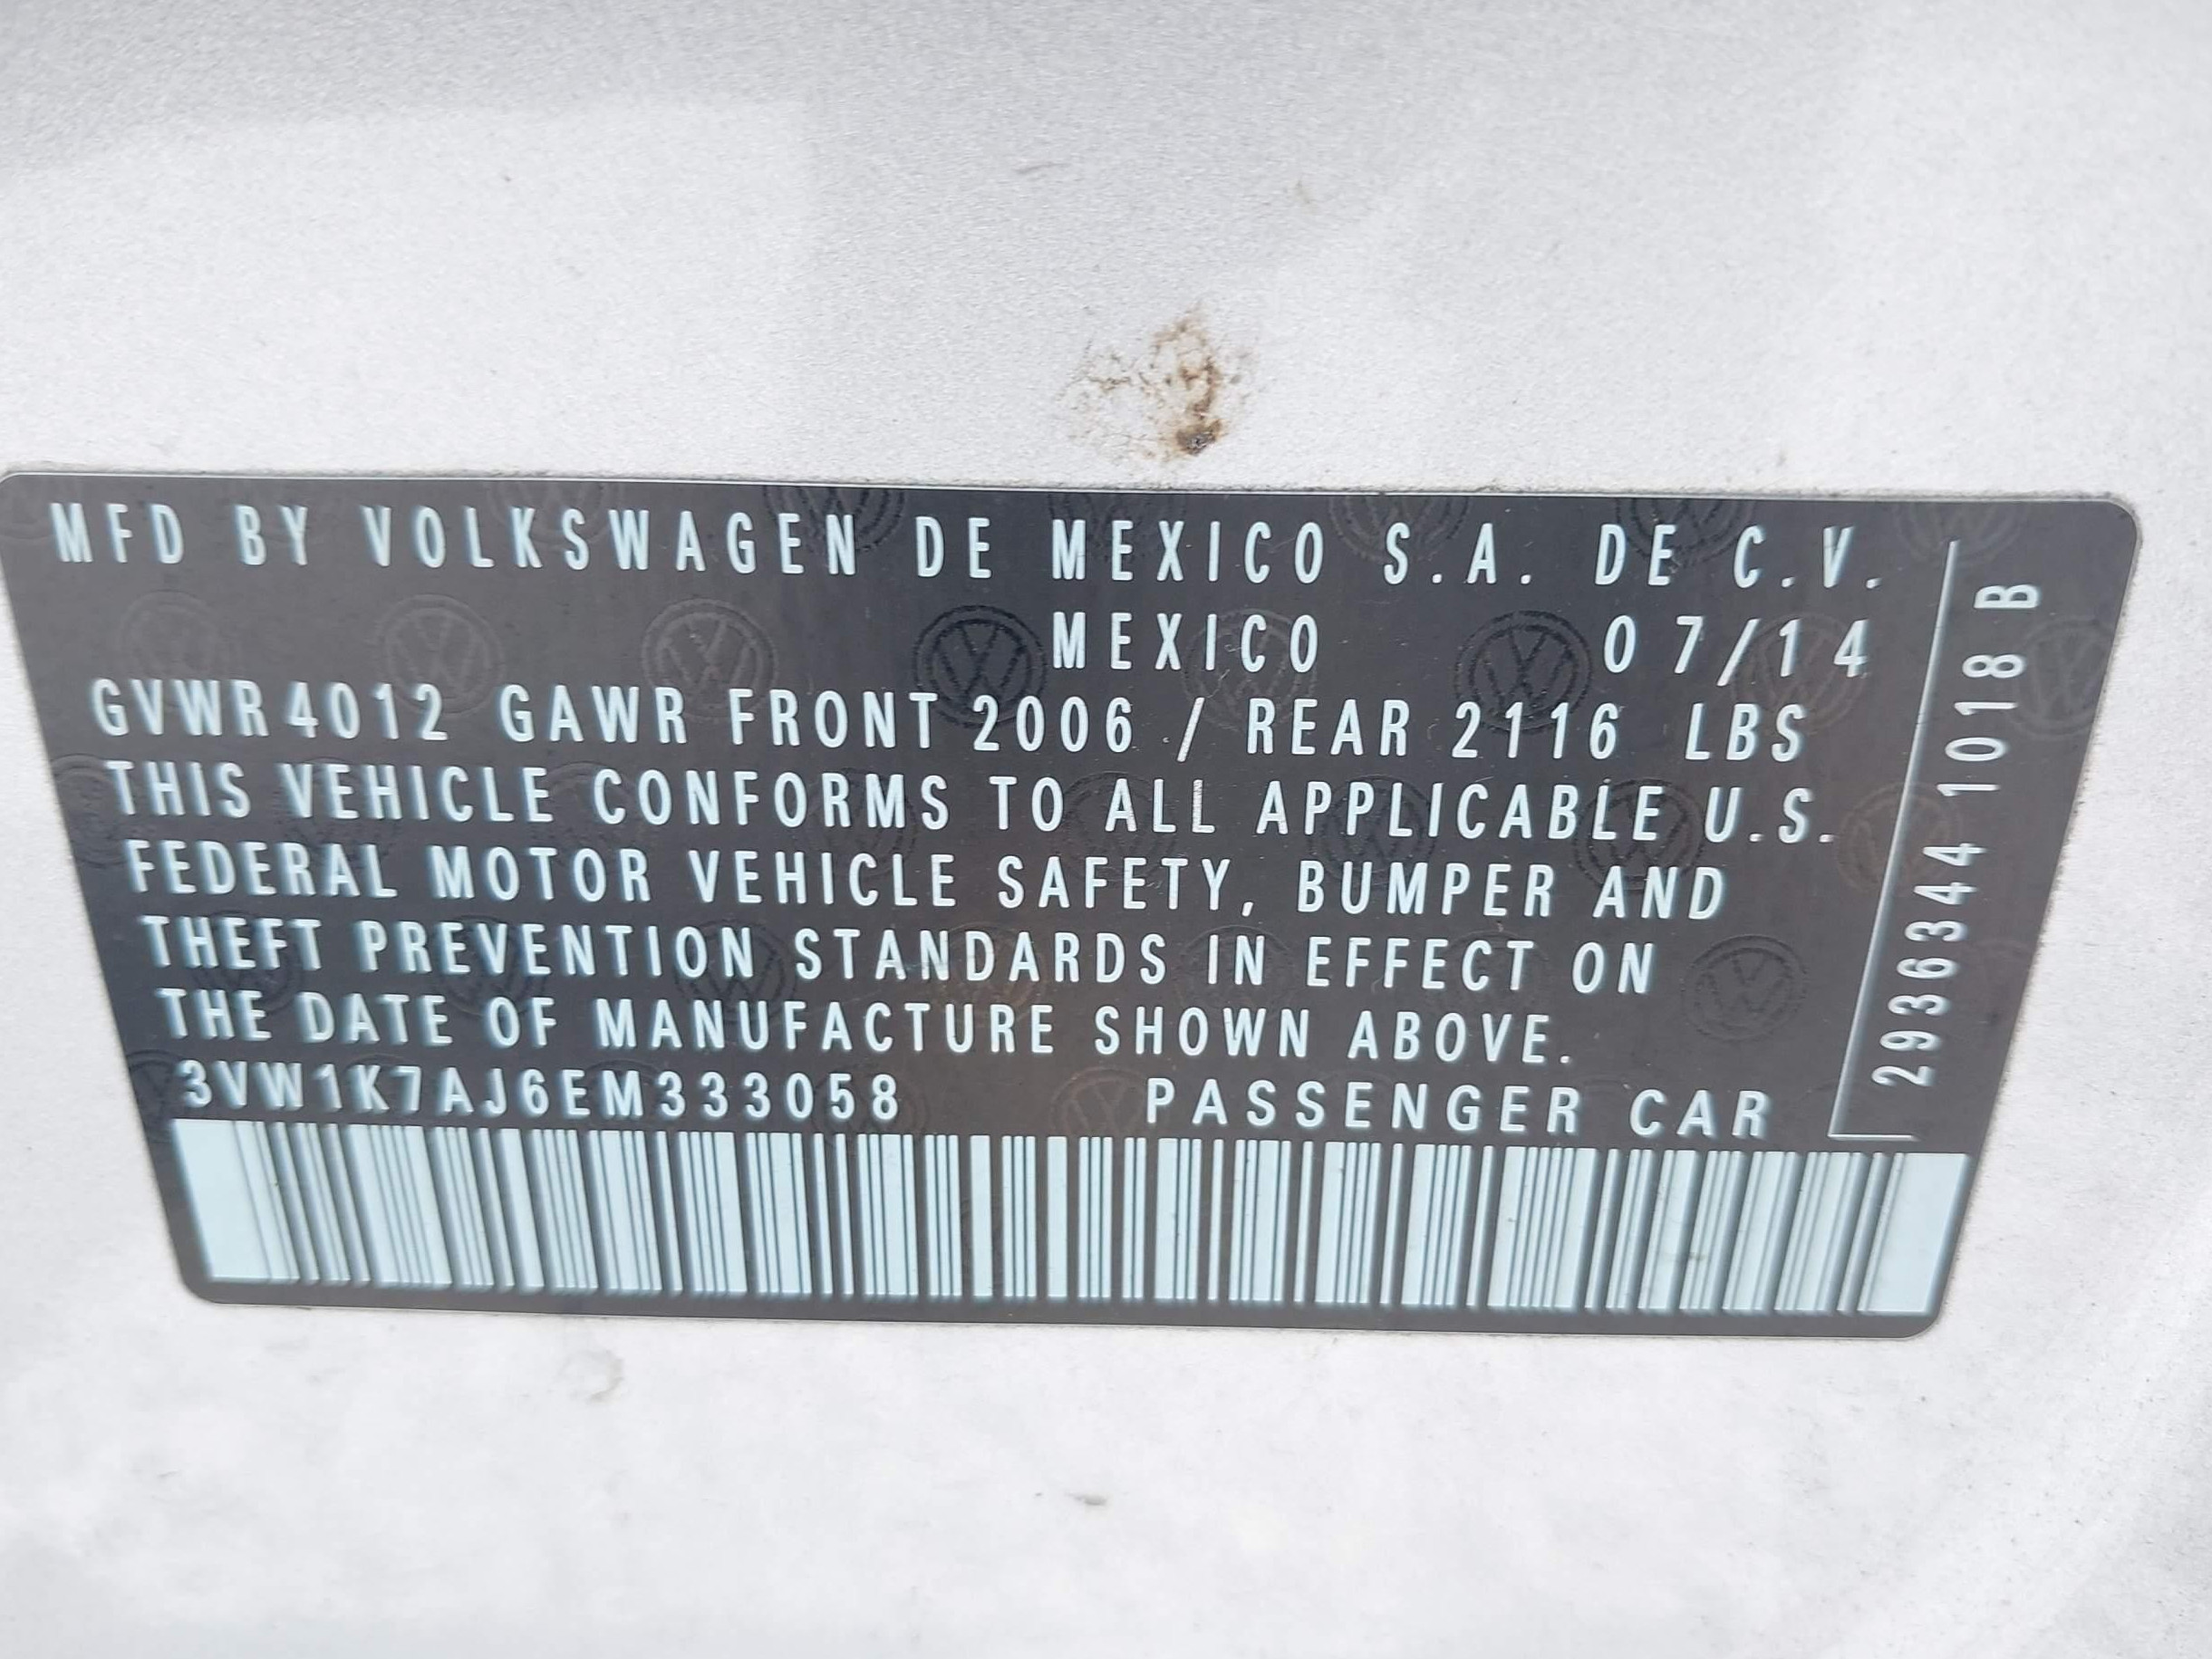 MFD BY VOLKSWAGEN DE MEXICO S.A. DE C.V.
MEXICO 07/14
GVWR 4012 GAWR FRONT 2006 / REAR 2116 LBS
THIS VEHICLE CONFORMS TO ALL APPLICABLE U.S.
FEDERAL MOTOR VEHICLE SAFETY, BUMPER AND
THEFT PREVENTION STANDARDS IN EFFECT ON
THE DATE OF MANUFACTURE SHOWN ABOVE.
3VW1K7AJ6EM333058 PASSENGER CAR
2936344 1018 B